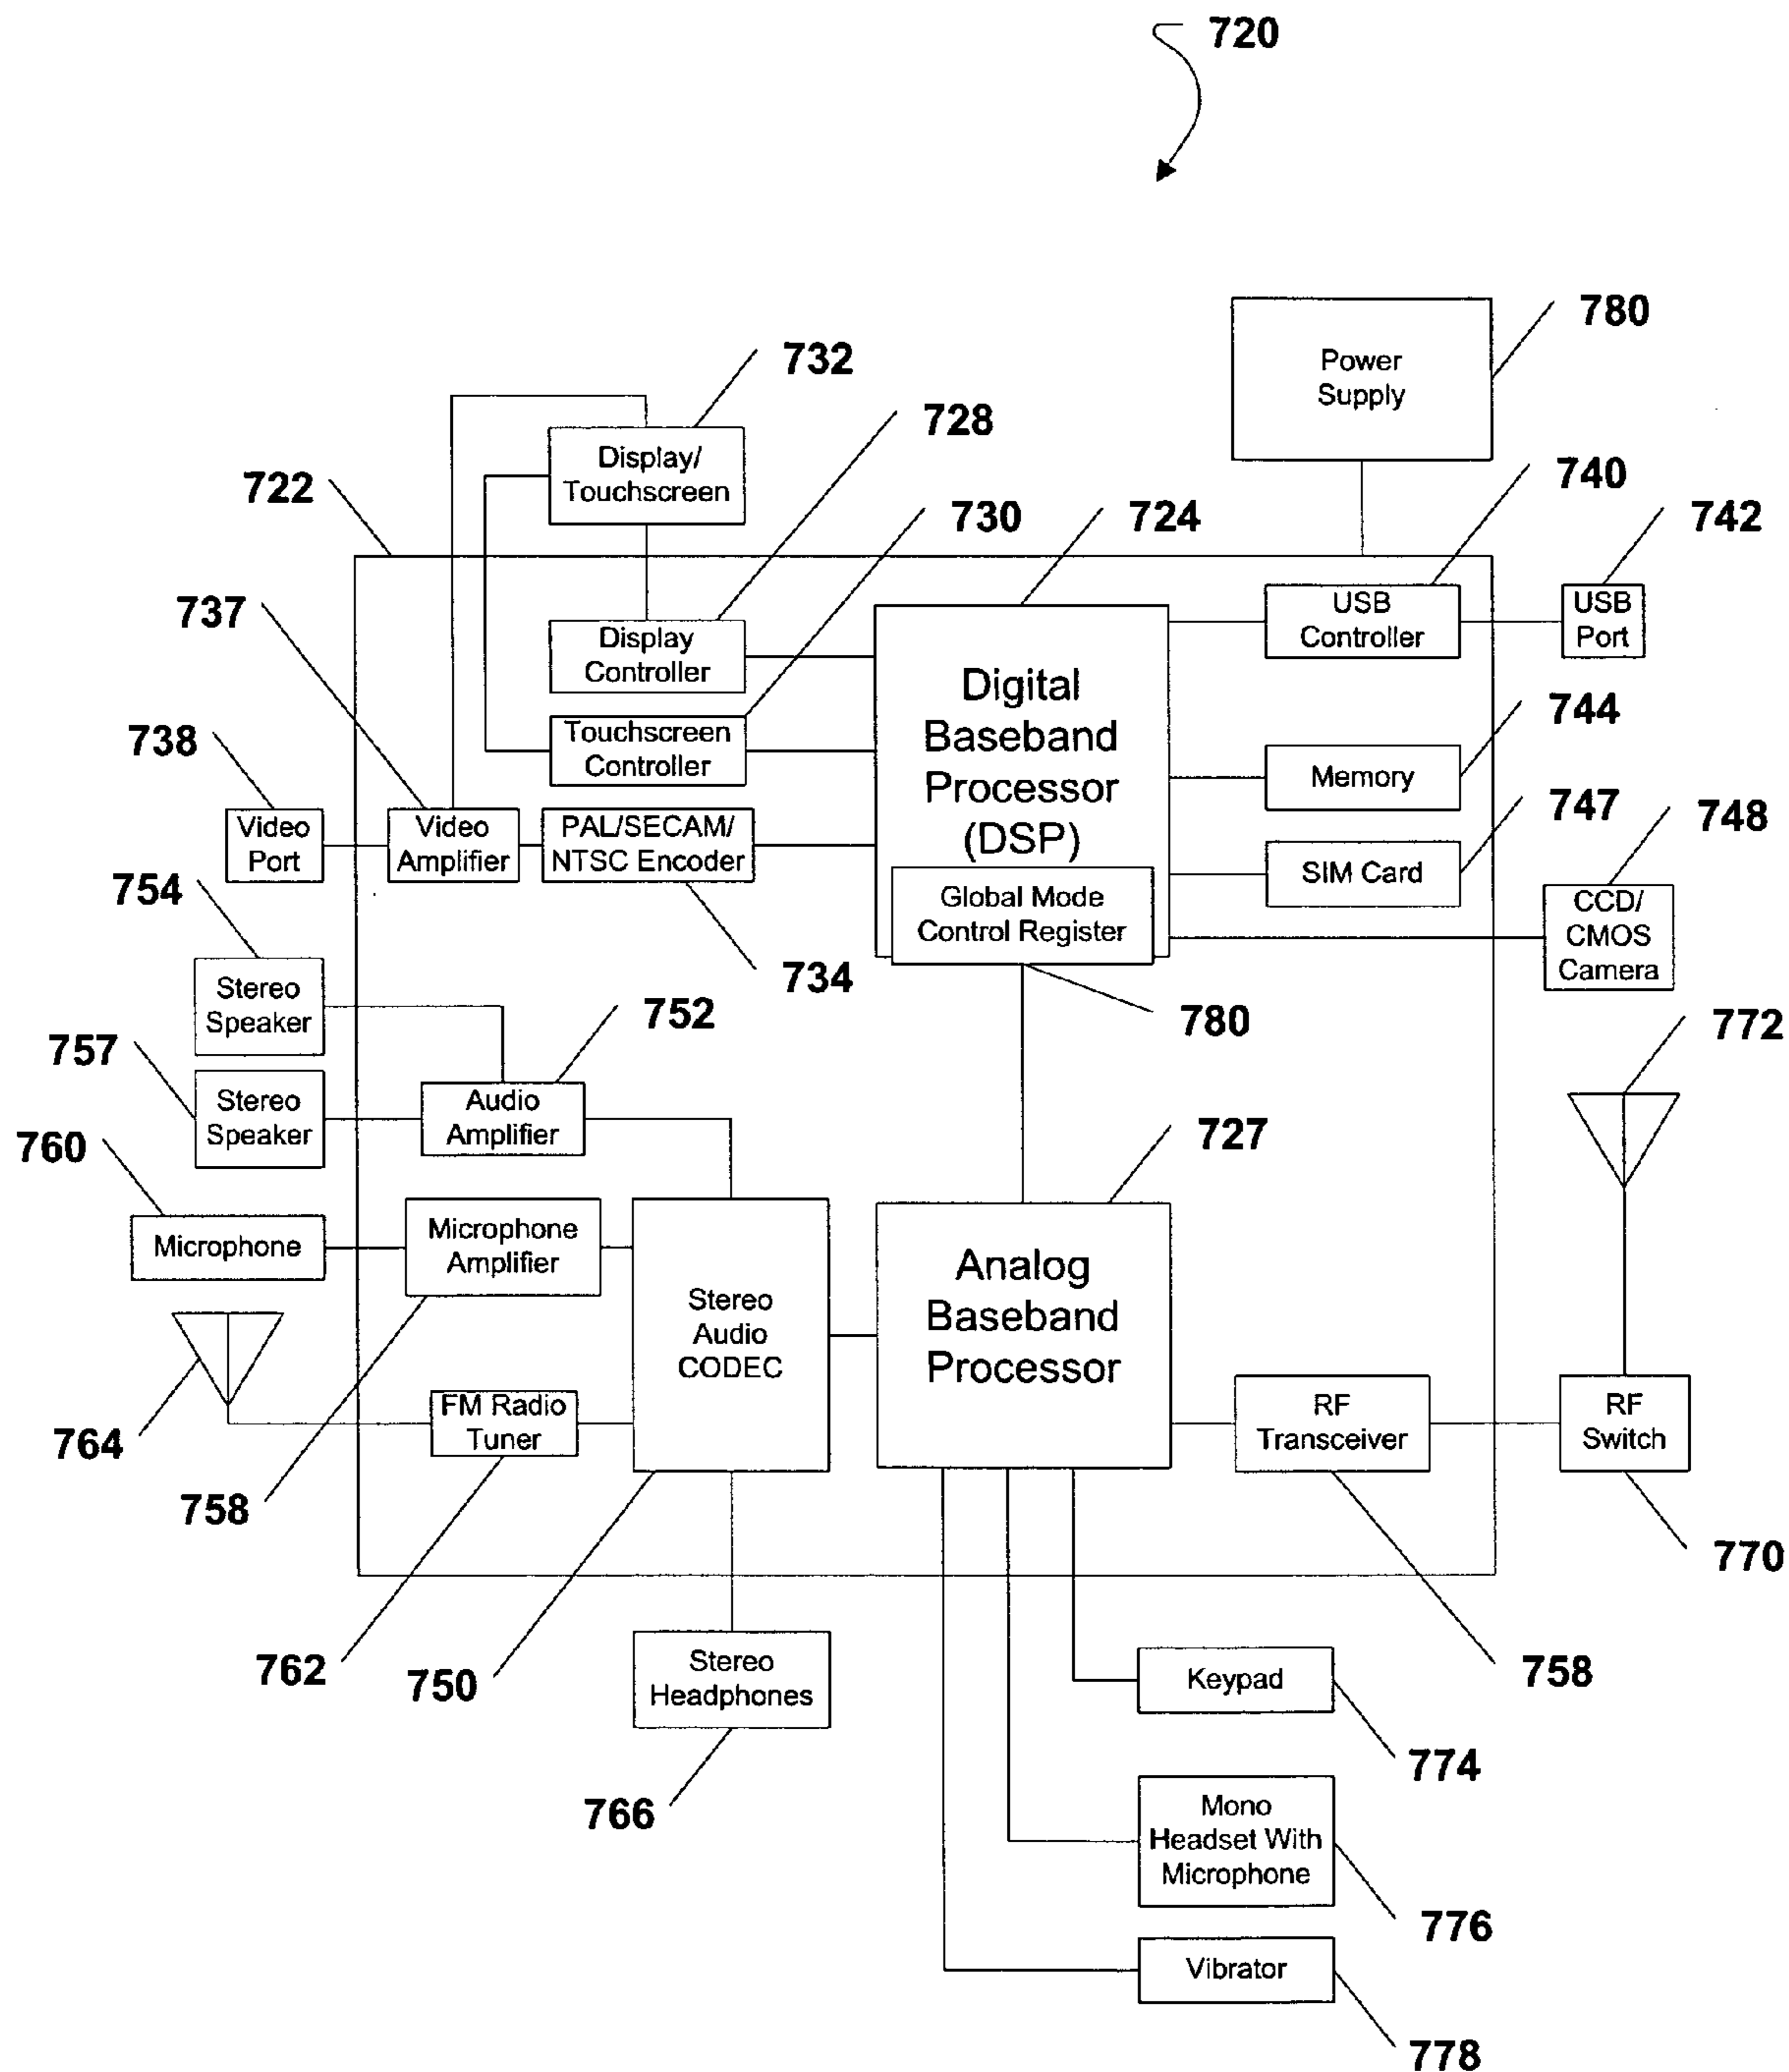 720
780
Power
Supply
732
728
Display/
Touchscreen
722
730
724
740
742
737
USB
Controller
USB
Port
Display
Controller
Digital
Baseband
Processor
(DSP)
744
738
Touchscreen
Controller
Memory
747
748
Video
Port
Video
Amplifier
PAL/SECAM/
NTSC Encoder
SIM Card
754
Global Mode
Control Register
CCD/
CMOS
Camera
734
Stereo
Speaker
752
780
772
757
Stereo
Speaker
Audio
Amplifier
760
727
Microphone
Microphone
Amplifier
Stereo
Audio
CODEC
Analog
Baseband
Processor
764
FM Radio
Tuner
RF
Transceiver
RF
Switch
758
770
762
750
Stereo
Headphones
758
Keypad
774
766
Mono
Headset With
Microphone
776
Vibrator
778